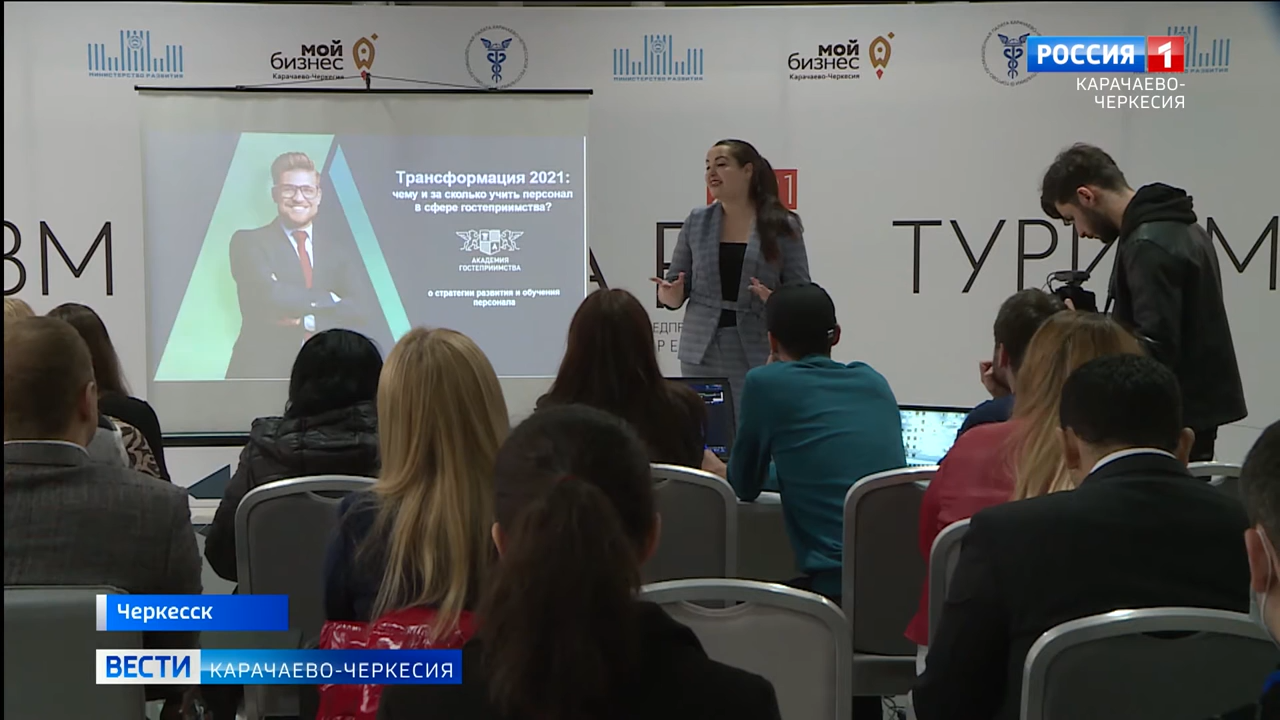 МИНИСТЕРСТВО РАЗВИТИЯ
МОЙ
бизнес
Карачаево-Черкесия
МИНИСТЕРСТВО РАЗВИТИЯ
МОЙ
бизнес
Карачаево-Черкесия
РОССИЯ 1
КАРАЧАЕВО-
ЧЕРКЕСИЯ
Трансформация 2021:
чему и за сколько учить персонал
в сфере гостеприимства?
АКАДЕМИЯ
ГОСТЕПРИИМСТВА
о стратегии развития и обучения
персонала
ЗМ
ТУРИЗМ
Черкесск
ВЕСТИ КАРАЧАЕВО-ЧЕРКЕСИЯ